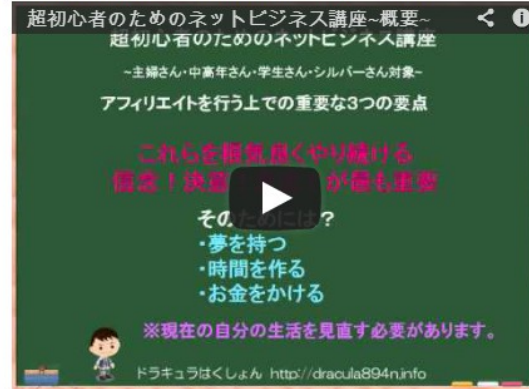 超初心者のためのネットビジネス講座~概要~
超初心者のためのネットビジネス講座
~主婦さん・中高年さん・学生さん・シルバーさん対象~
アフィリエイトを行う上での重要な3つの要点
これらを根気良くやり続ける
信念！決意 が最も重要
そのためには？
・夢を持つ
・時間を作る
・お金をかける
※現在の自分の生活を見直す必要があります。
ドラキュラはくしょん http://dracula894n.info